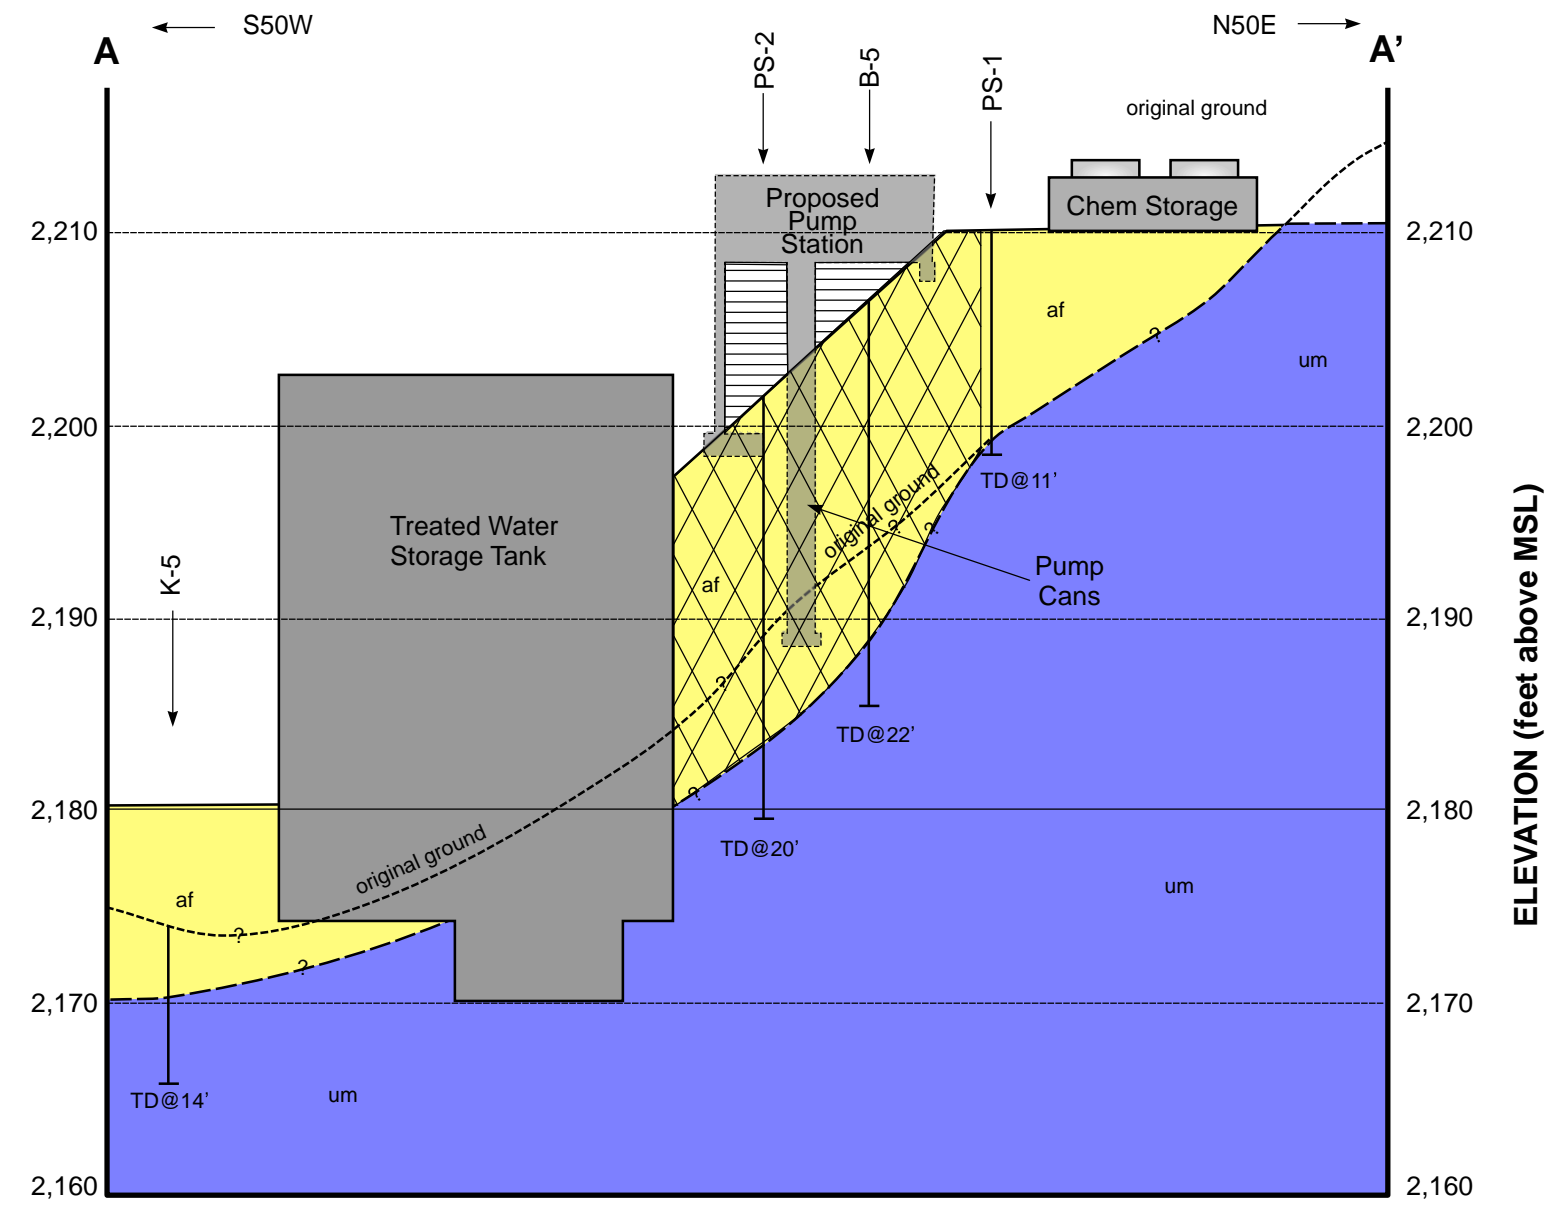 S50W
N50E
A
A’
PS-2
B-5
PS-1
original ground
Proposed
Pump
Station
Chem Storage
2,210
2,210
af
?
um
2,200
2,200
TD@11’
original ground
?
?
Treated Water
Storage Tank
K-5
af
Pump
Cans
2,190
2,190
ELEVATION (feet above MSL)
?
TD@22’
?
2,180
2,180
TD@20’
original ground
af
um
?
?
2,170
2,170
TD@14’
um
2,160
2,160